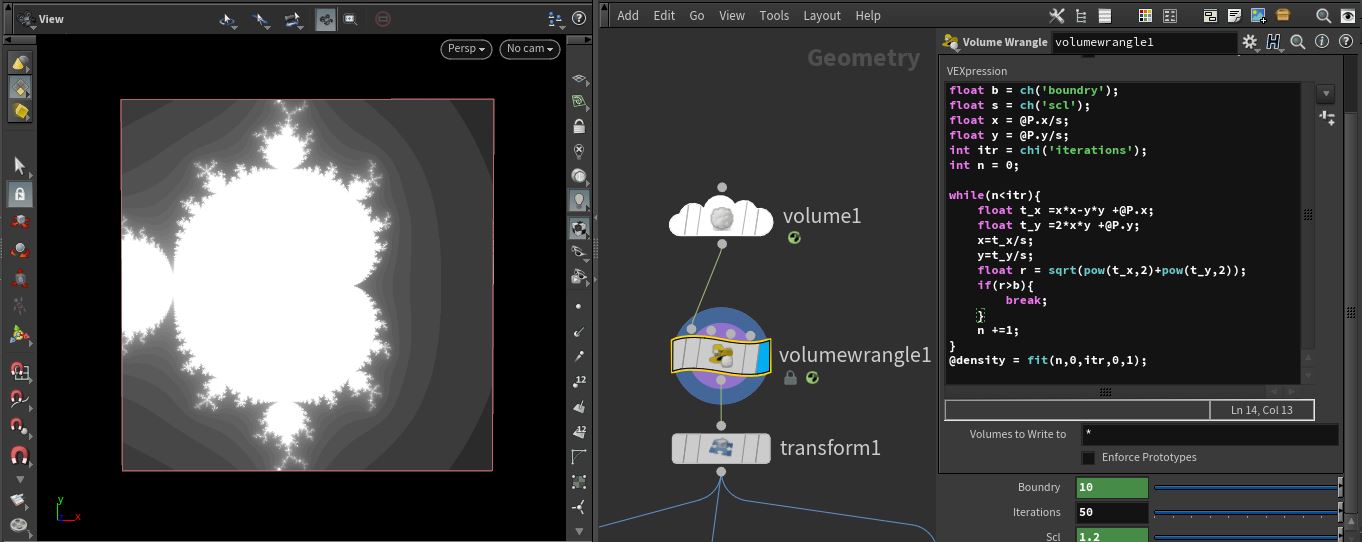 View
Persp
No cam
12
12
y
x
Add Edit Go View Tools Layout Help
Geometry
volume1
volumewrangle1
transform1
Volume Wrangle volumewrangle1
VEXpression
float b = ch('boundry');
float s = ch('scl');
float x = @P.x/s;
float y = @P.y/s;
int itr = chi('iterations');
int n = 0;
while(n<itr){
float t_x =x*x-y*y +@P.x;
float t_y =2*x*y +@P.y;
x=t_x/s;
y=t_y/s;
float r = sqrt(pow(t_x,2)+pow(t_y,2));
if(r>b){
break;
}
n +=1;
}
@density = fit(n,0,itr,0,1);
Ln 14, Col 13
Volumes to Write to *
Enforce Prototypes
Boundry 10
Iterations 50
Scl 1.2